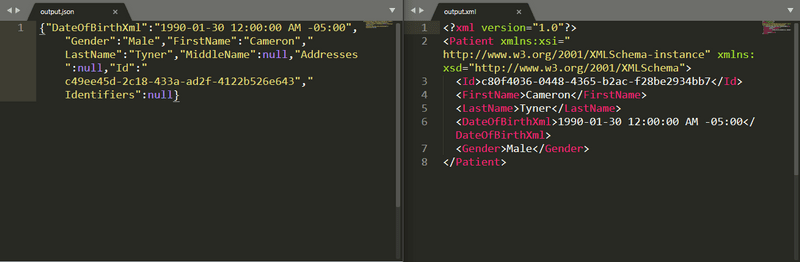 output.json
1 {"DateOfBirthXml":"1990-01-30 12:00:00 AM -05:00",
"Gender":"Male","FirstName":"Cameron","
LastName":"Tyner","MiddleName":null,"Addresses
":null,"Id":"
c49ee45d-2c18-433a-ad2f-4122b526e643","
Identifiers":null}
output.xml
1 <?xml version="1.0"?>
2 <Patient xmlns:xsi="
http://www.w3.org/2001/XMLSchema-instance" xmlns:
xsd="http://www.w3.org/2001/XMLSchema">
3 <Id>c80f4036-0448-4365-b2ac-f28be2934bb7</Id>
4 <FirstName>Cameron</FirstName>
5 <LastName>Tyner</LastName>
6 <DateOfBirthXml>1990-01-30 12:00:00 AM -05:00</
DateOfBirthXml>
7 <Gender>Male</Gender>
8 </Patient>